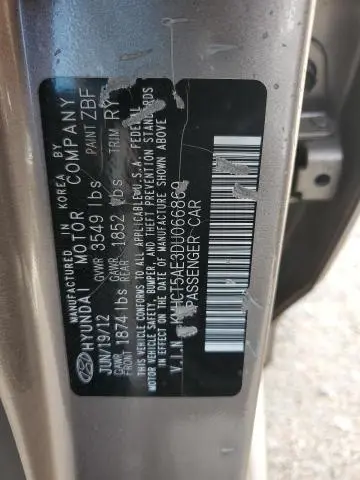 MANUFACTURED IN KOREA BY
HYUNDAI MOTOR COMPANY
JUN/19/12 GVWR 3549 lbs PAINT ZBF
GAWR FRONT 1874 lbs GAWR REAR 1852 lbs TRIM RY
THIS VEHICLE CONFORMS TO ALL APPLICABLE U.S.A. FEDERAL
MOTOR VEHICLE SAFETY, BUMPER, AND THEFT PREVENTION STANDARDS
IN EFFECT ON THE DATE OF MANUFACTURE SHOWN ABOVE.
V.I.N
PASSENGER CAR